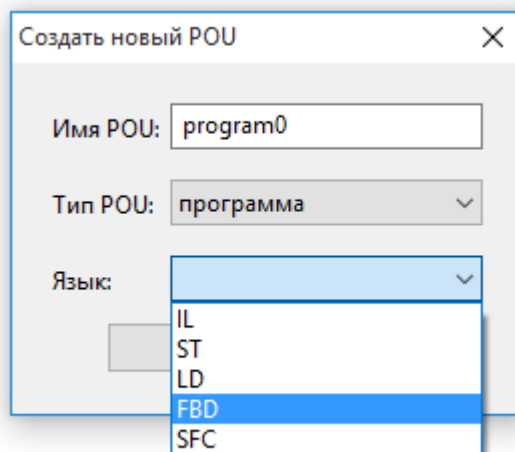 Создать новый POU
Имя POU: program0
Тип POU: программа
Язык:
IL
ST
LD
FBD
SFC